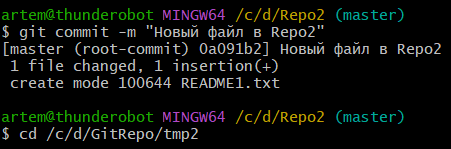 artem@thunderobot MINGW64 /c/d/Repo2 (master)
$ git commit -m "Новый файл в Repo2"
[master (root-commit) 0a091b2] Новый файл в Repo2
 1 file changed, 1 insertion(+)
 create mode 100644 README1.txt
artem@thunderobot MINGW64 /c/d/Repo2 (master)
$ cd /c/d/GitRepo/tmp2